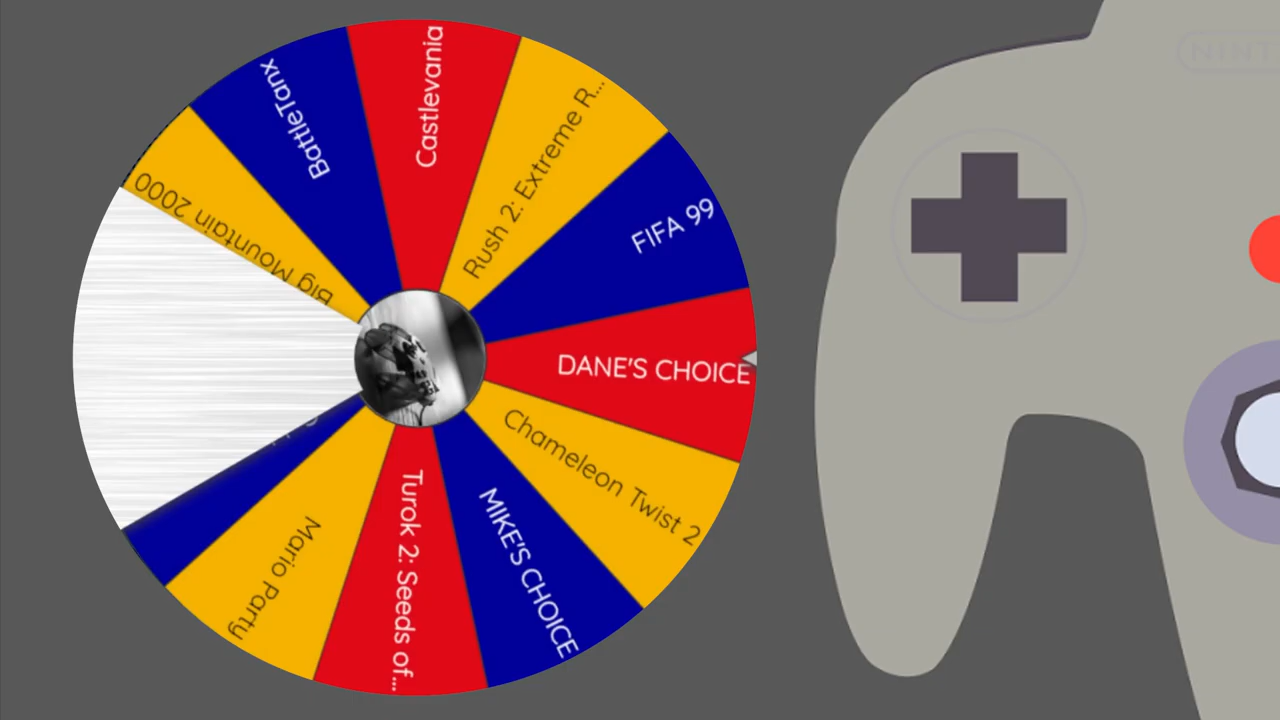 Big Mountain 2000
BattleTanx
Castlevania
Rush 2: Extreme R...
FIFA 99
DANE'S CHOICE
Chameleon Twist 2
MIKE'S CHOICE
Turok 2: Seeds of...
Mario Party
NINT